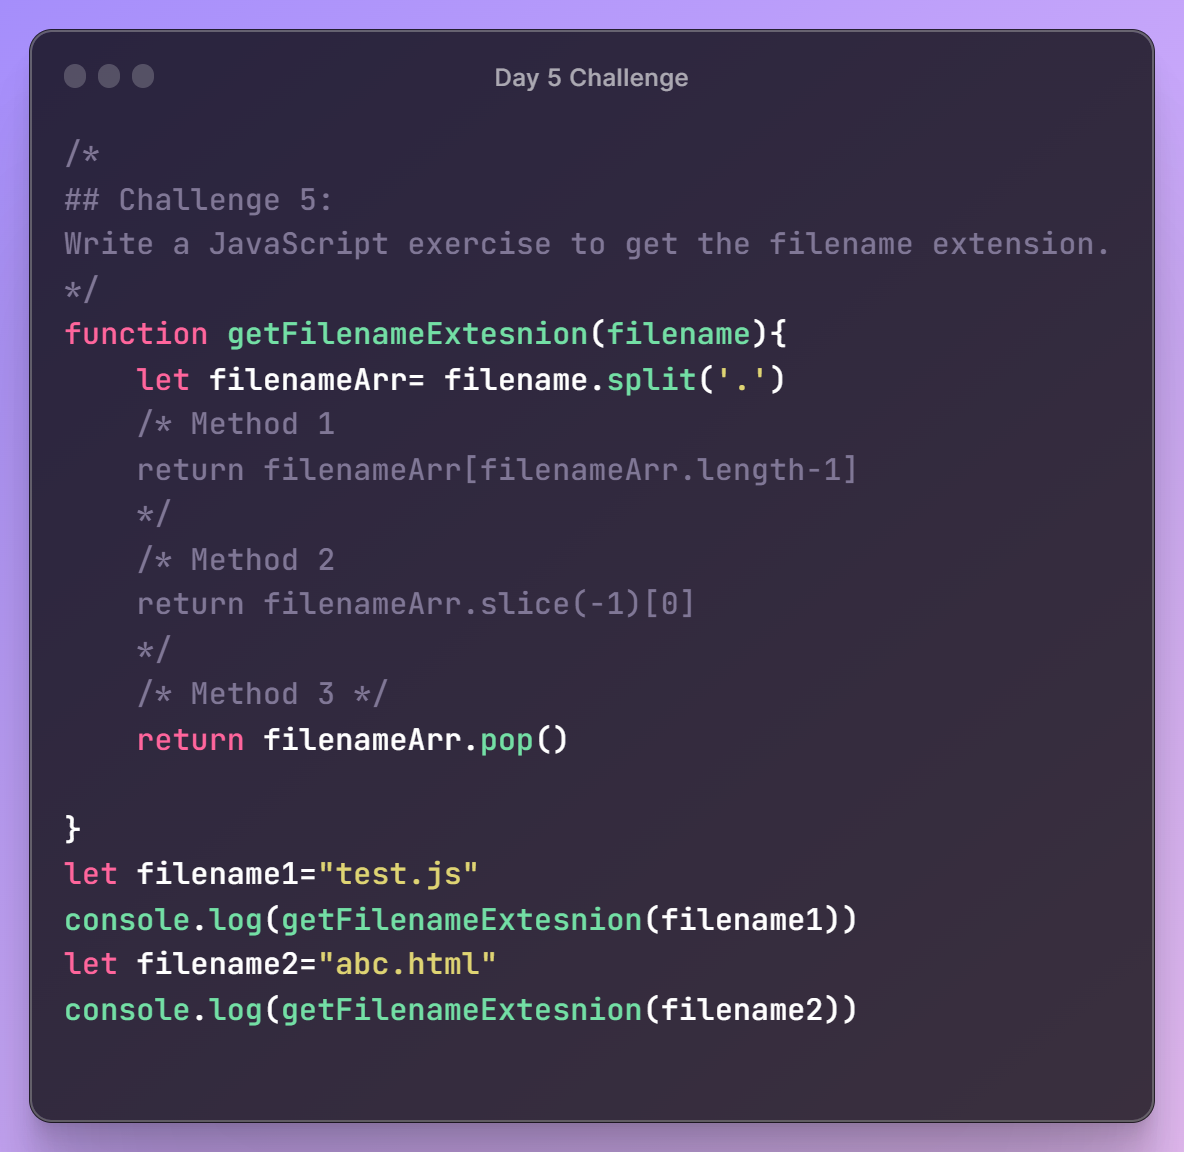 Day 5 Challenge
/*
## Challenge 5:
Write a JavaScript exercise to get the filename extension.
*/
function getFilenameExtesnion(filename){
    let filenameArr= filename.split('.')
    /* Method 1
    return filenameArr[filenameArr.length-1]
    */
    /* Method 2
    return filenameArr.slice(-1)[0]
    */
    /* Method 3 */
    return filenameArr.pop()
}
let filename1="test.js"
console.log(getFilenameExtesnion(filename1))
let filename2="abc.html"
console.log(getFilenameExtesnion(filename2))